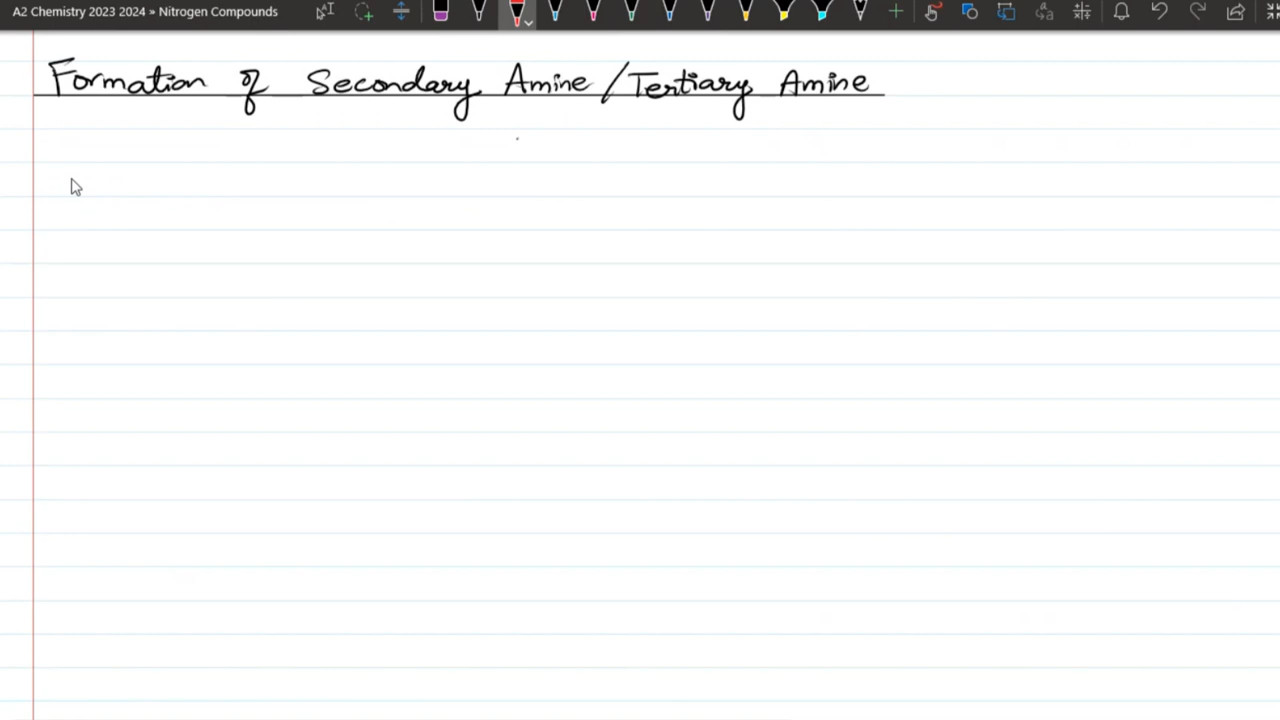 A2 Chemistry 2023 2024 » Nitrogen Compounds
Formation of Secondary Amine / Tertiary Amine